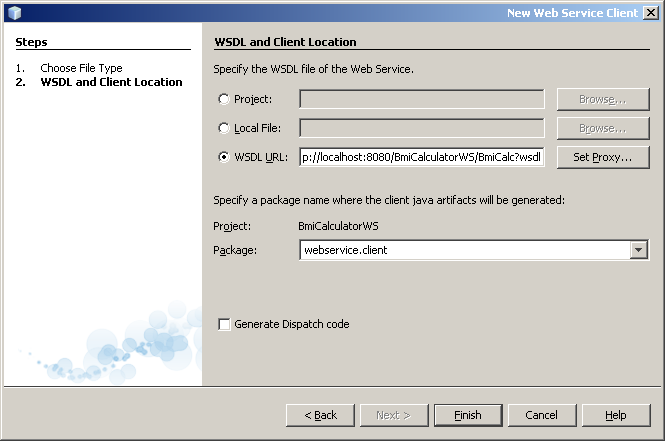 New Web Service Client
Steps
1. Choose File Type
2. WSDL and Client Location
WSDL and Client Location
Specify the WSDL file of the Web Service.
Project:
Browse...
Local File:
Browse...
WSDL URL: p://localhost:8080/BmiCalculatorWS/BmiCalc?wsdl
Set Proxy...
Specify a package name where the client java artifacts will be generated:
Project: BmiCalculatorWS
Package: webservice.client
Generate Dispatch code
< Back Next > Finish Cancel Help